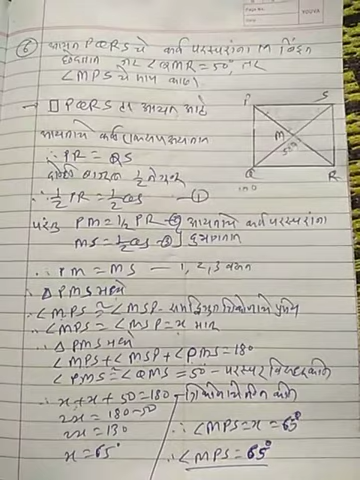 6 आयत PQRS चे कर्ण परस्परांना M बिंदूत
छेदतात जर ∠QMR = 50°, तर
∠MPS चे माप काढा.
→ □ PQRS हा आयत आहे
P S
M
50°
Q R
आयताचे कर्ण एकरूप असतात
∴ PR = QS
दोन्ही बाजूंस 1/2 ने
∴ 1/2 PR = 1/2 QS — ①
परंतु PM = 1/2 PR - ② आयताचे कर्ण परस्परांना
MS = 1/2 QS - ③ दुभागतात
∴ PM = MS — 1, 2, 3 वरून
∴ Δ PMS मध्ये
∠MPS ≅ ∠MSP - समद्विभुज त्रिकोणाचे
∴ ∠MPS = ∠MSP = x मानू
∴ Δ PMS मध्ये
∠MPS + ∠MSP + ∠PMS = 180
∠PMS = ∠QMR = 50 - परस्पर विरुद्ध कोन
∴ x + x + 50 = 180 - त्रिकोणाचे तीन कोन
2x = 180 - 50
2x = 130
x = 65°
∴ ∠MPS = x = 65°
∴ ∠MPS = 65°